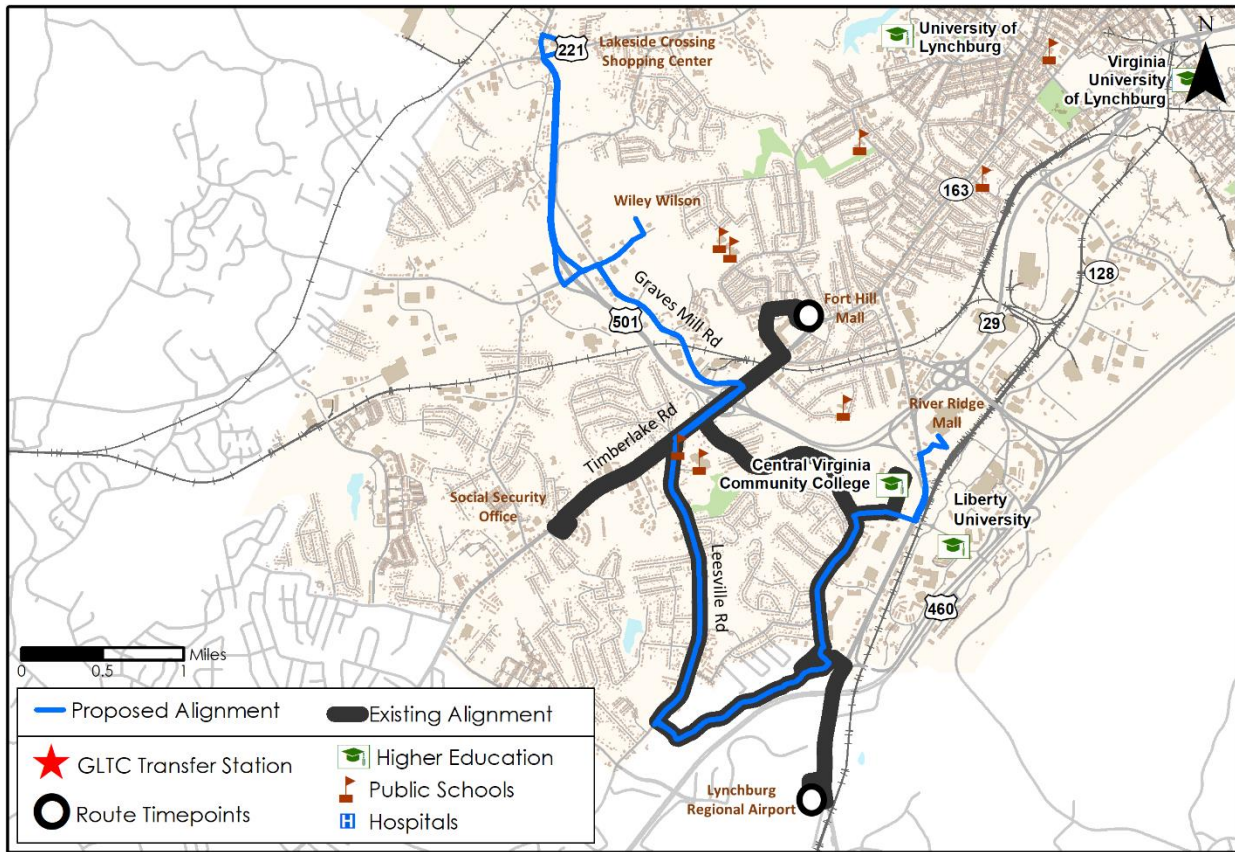 221
Lakeside Crossing
Shopping Center
University of
Lynchburg
Virginia
University
of Lynchburg
N
Wiley Wilson
163
Graves Mill Rd
501
Fort Hill
Mall
29
128
River Ridge
Mall
Timberlake Rd
Central Virginia
Community College
Social Security
Office
Liberty
University
Leesville Rd
460
0 0.5 1 Miles
Lynchburg
Regional Airport
Proposed Alignment
Existing Alignment
GLTC Transfer Station
Route Timepoints
Higher Education
Public Schools
H Hospitals